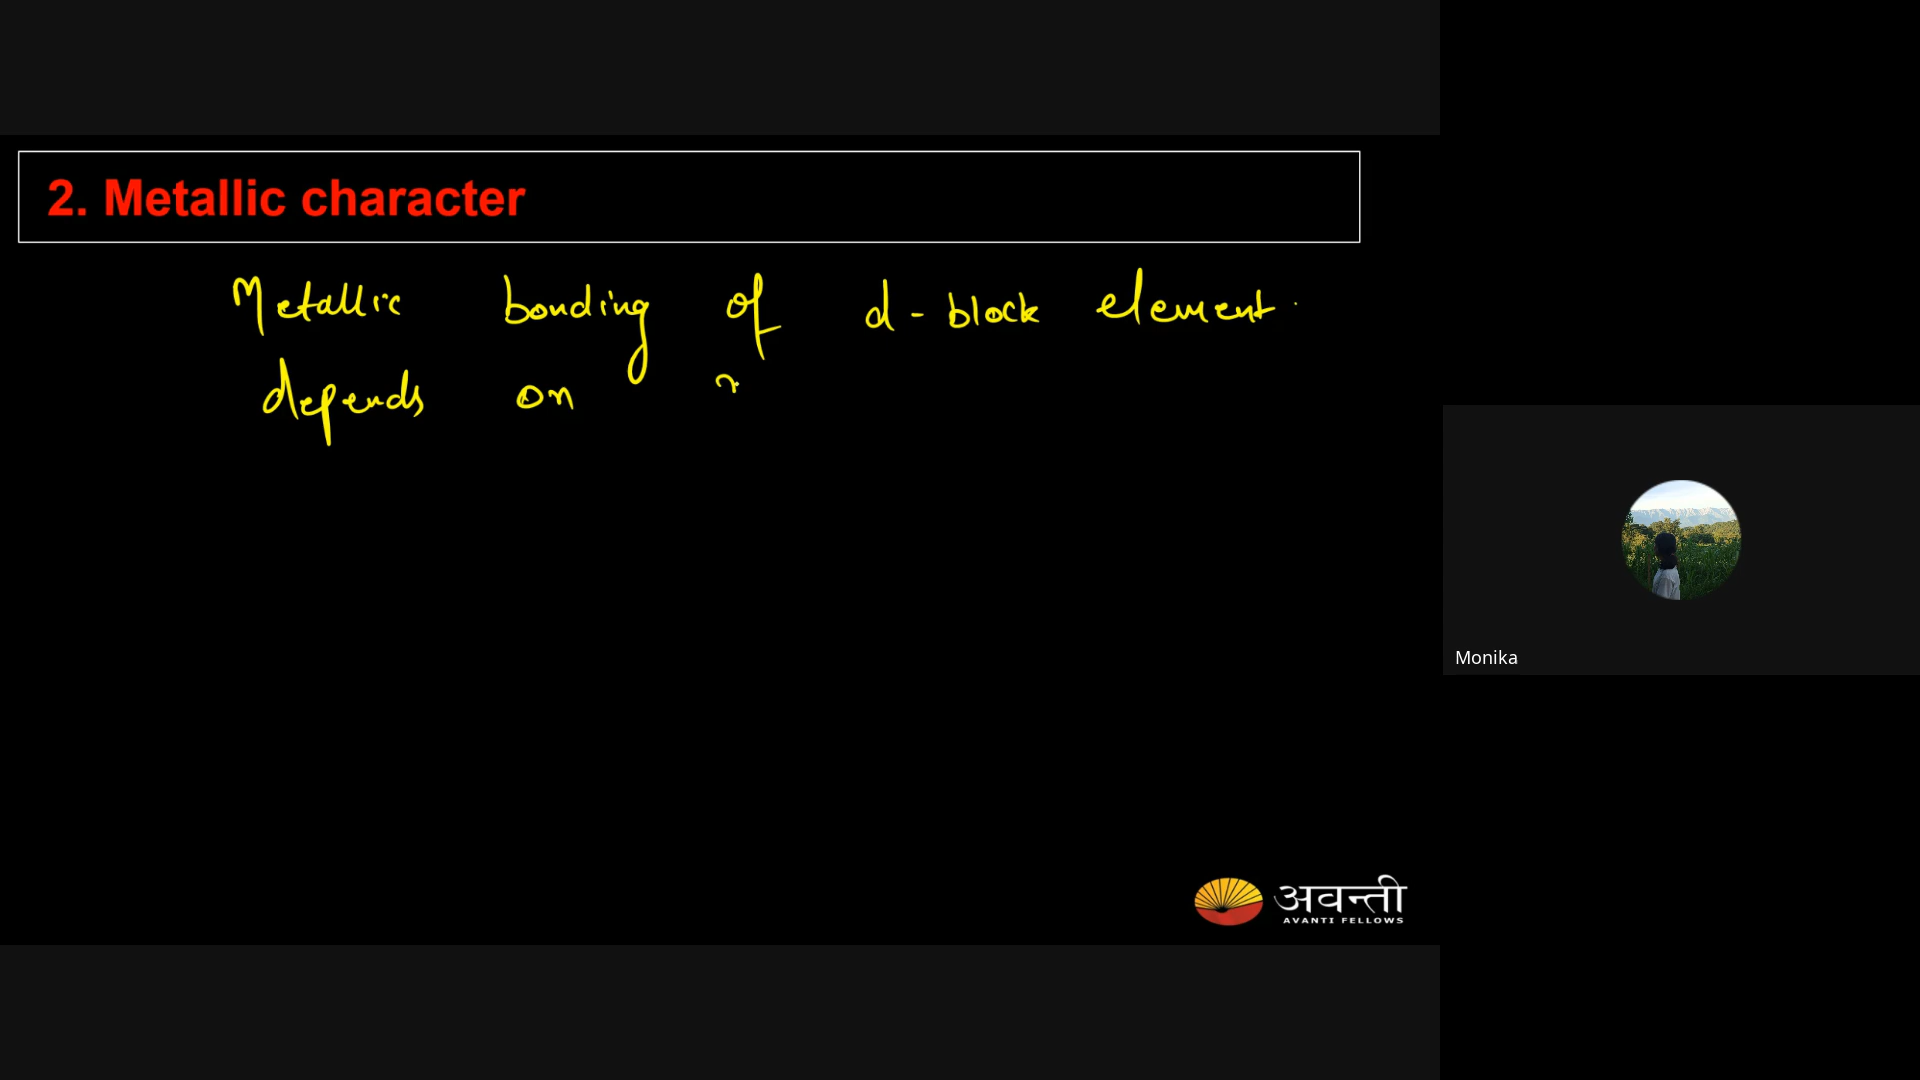 2. Metallic character
Metallic bonding of d-block element
depends on
अवन्ती
AVANTI FELLOWS
Monika